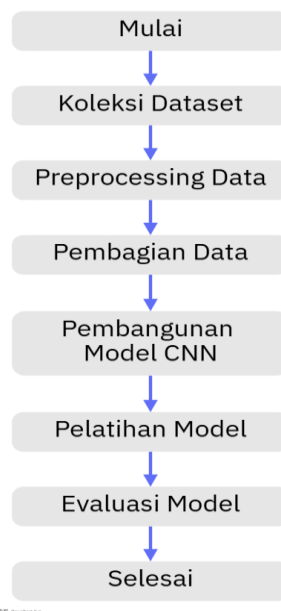 Mulai
Koleksi Dataset
Preprocessing Data
Pembagian Data
Pembangunan
Model CNN
Pelatihan Model
Evaluasi Model
Selesai